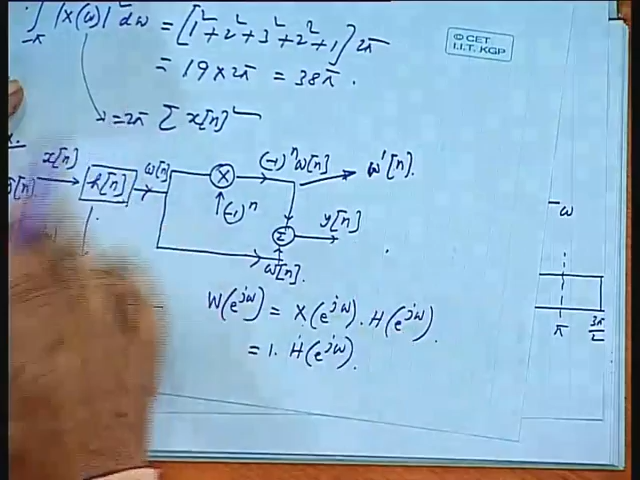 ∫_{-π} |X(ω)|² dω = [1² + 2² + 3² + 2² + 1] 2π
= 19 × 2π = 38π.
© CET
I.I.T. KGP
= 2π Σ x[n]²
x[n] h[n] ω[n] × (-1)ⁿ ω[n] ω'[n].
(-1)ⁿ Σ y[n]
ω[n].
W(e^{jω}) = X(e^{jω}). H(e^{jω}).
= 1. H(e^{jω}).
ω
π 3π/2